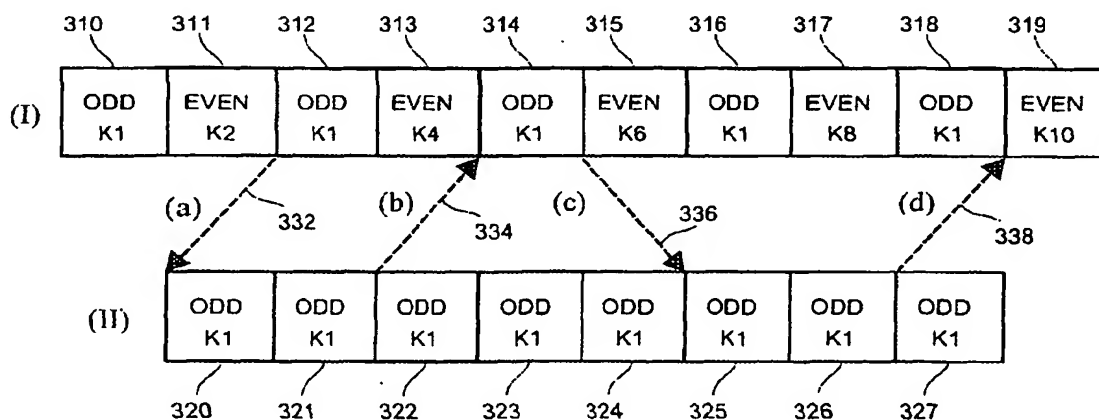 310 311 312 313 314 315 316 317 318 319
(I) ODD EVEN ODD EVEN ODD EVEN ODD EVEN ODD EVEN
K1 K2 K1 K4 K1 K6 K1 K8 K1 K10
(a) 332 (b) 334 (c) 336 (d) 338
(II) ODD ODD ODD ODD ODD ODD ODD ODD
K1 K1 K1 K1 K1 K1 K1 K1
320 321 322 323 324 325 326 327